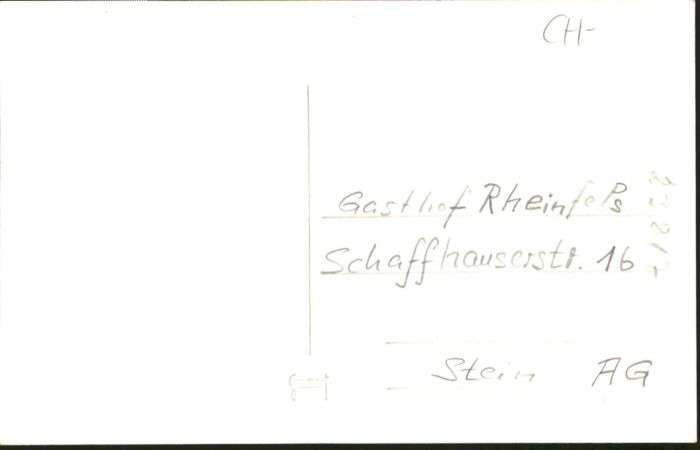 CH-
Gasthof Rheinfels
Schaffhauserstr. 16
Stein AG